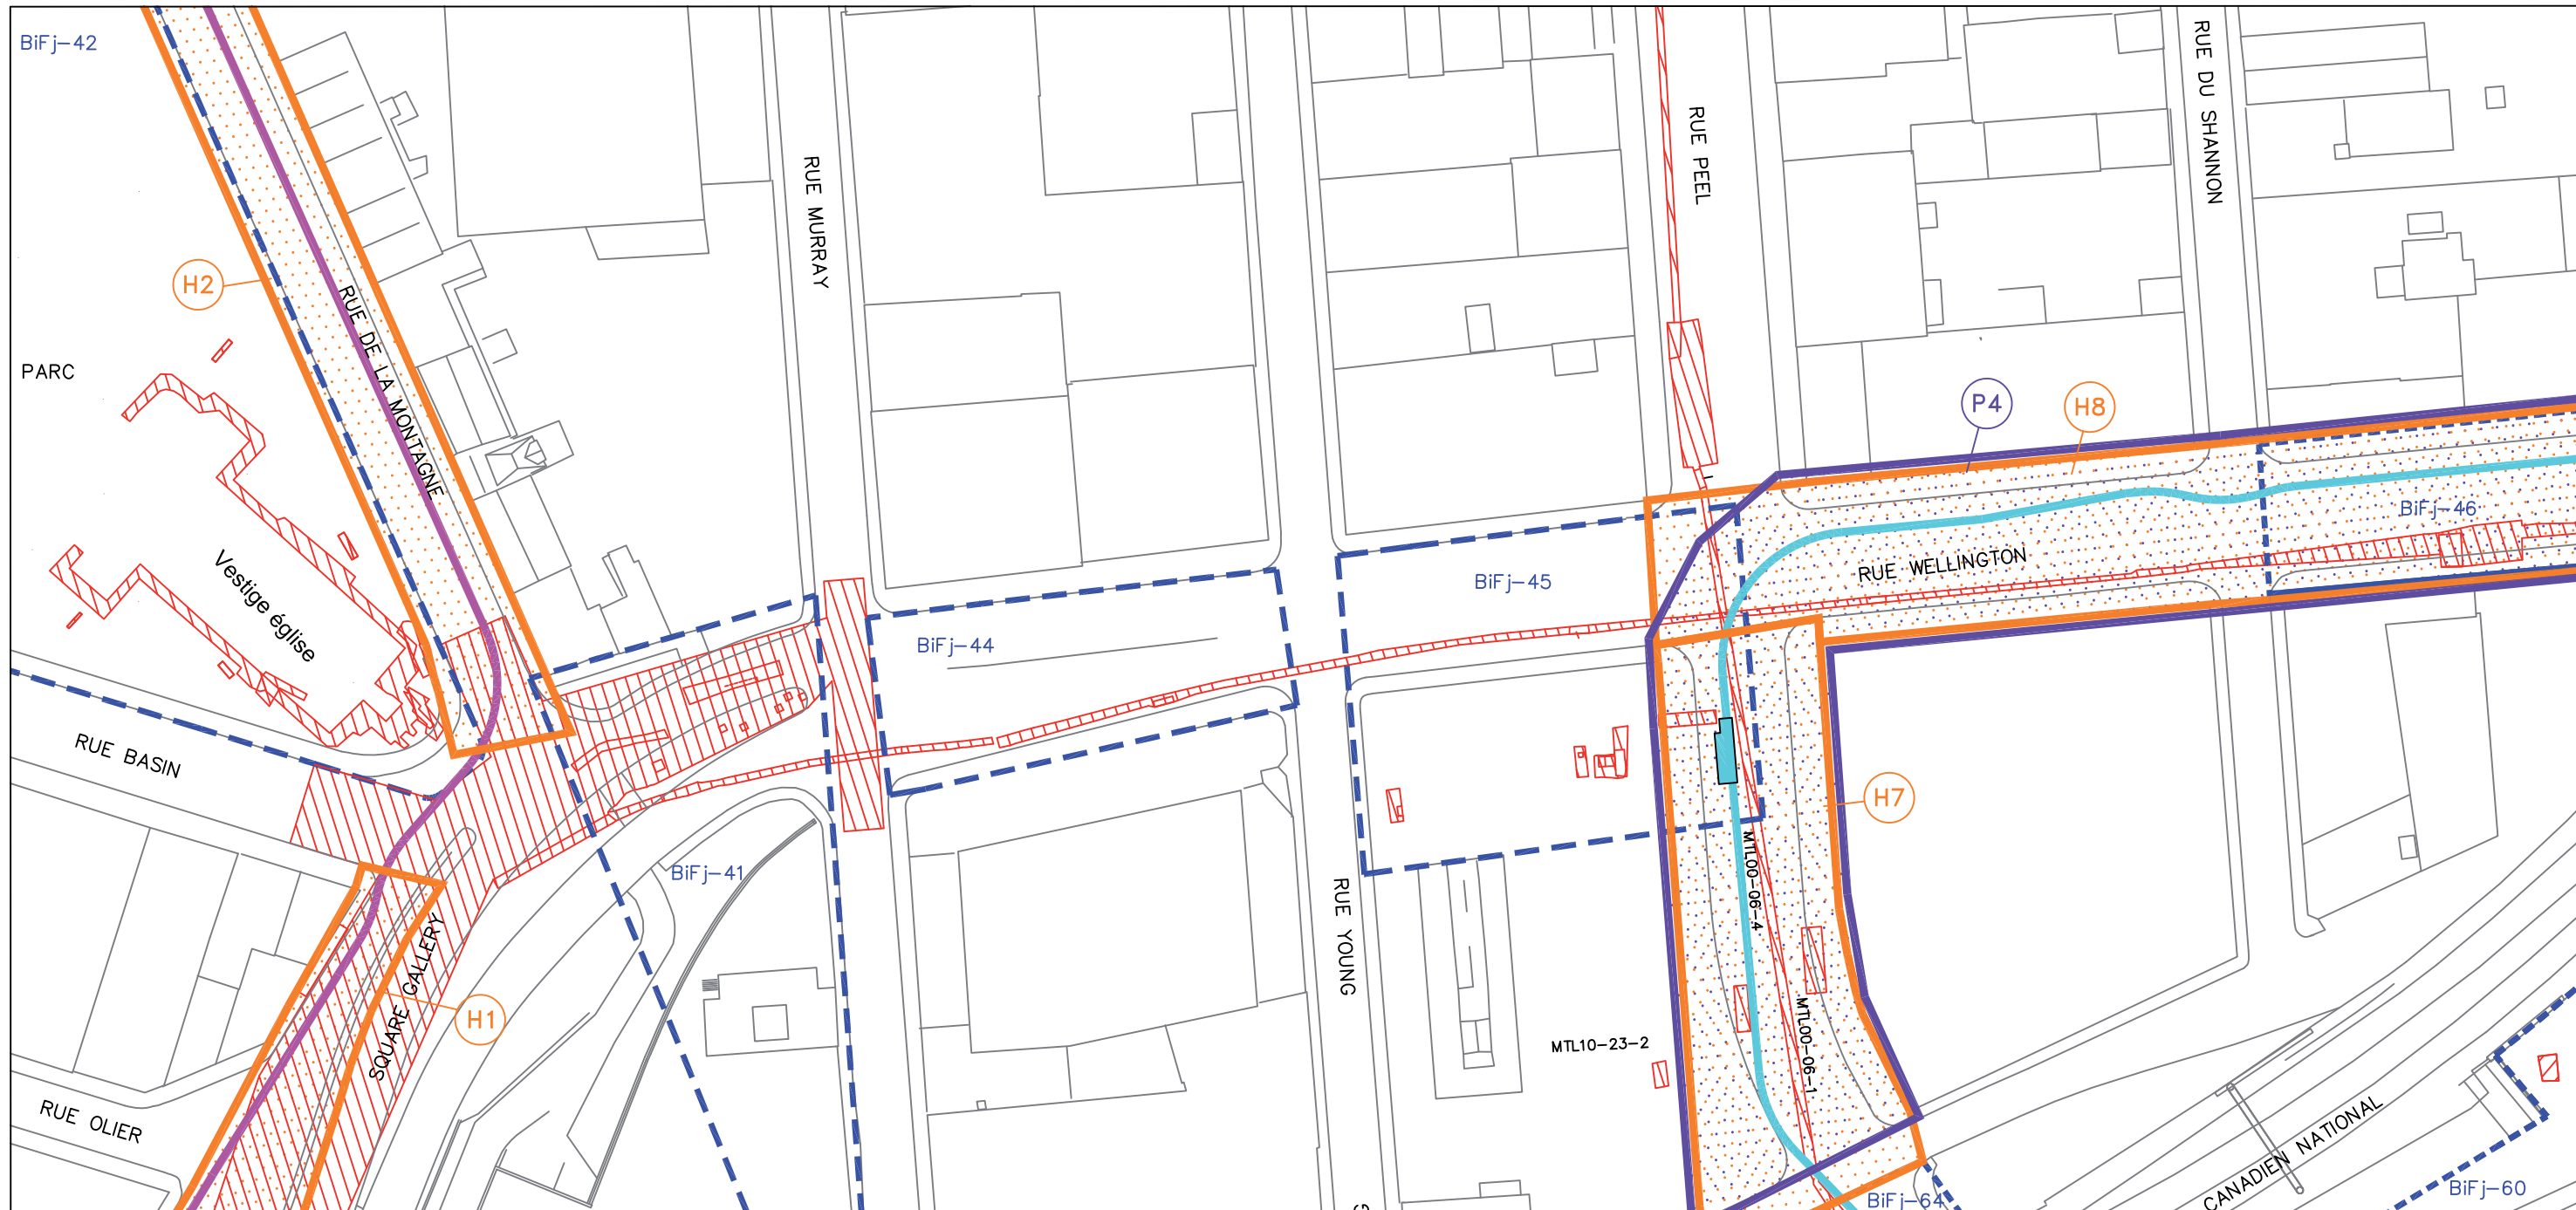 BiFj-42
RUE DU SHANNON
RUE PEEL
RUE MURRAY
H2
RUE DE LA MONTAGNE
PARC
P4
H8
BiFj-46
Vestige église
RUE WELLINGTON
BiFj-45
BiFj-44
RUE BASIN
H7
BiFj-41
MTL00-06-4
RUE YOUNG
SQUARE GALLERY
H1
MTL10-23-2
MTL00-06-1
RUE OLIER
CANADIEN NATIONAL
BiFj-64
BiFj-60